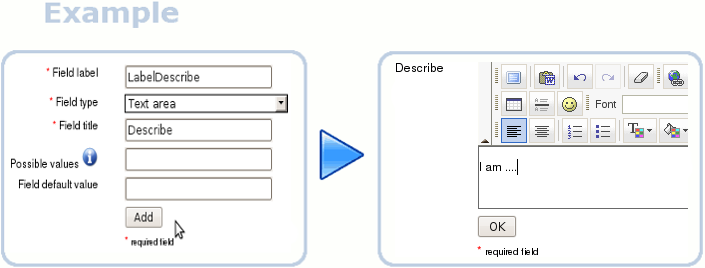 Example
* Field label LabelDescribe
* Field type Text area
* Field title Describe
Possible values
Field default value
Add
* required field
Describe
Font
I am ....
OK
* required field